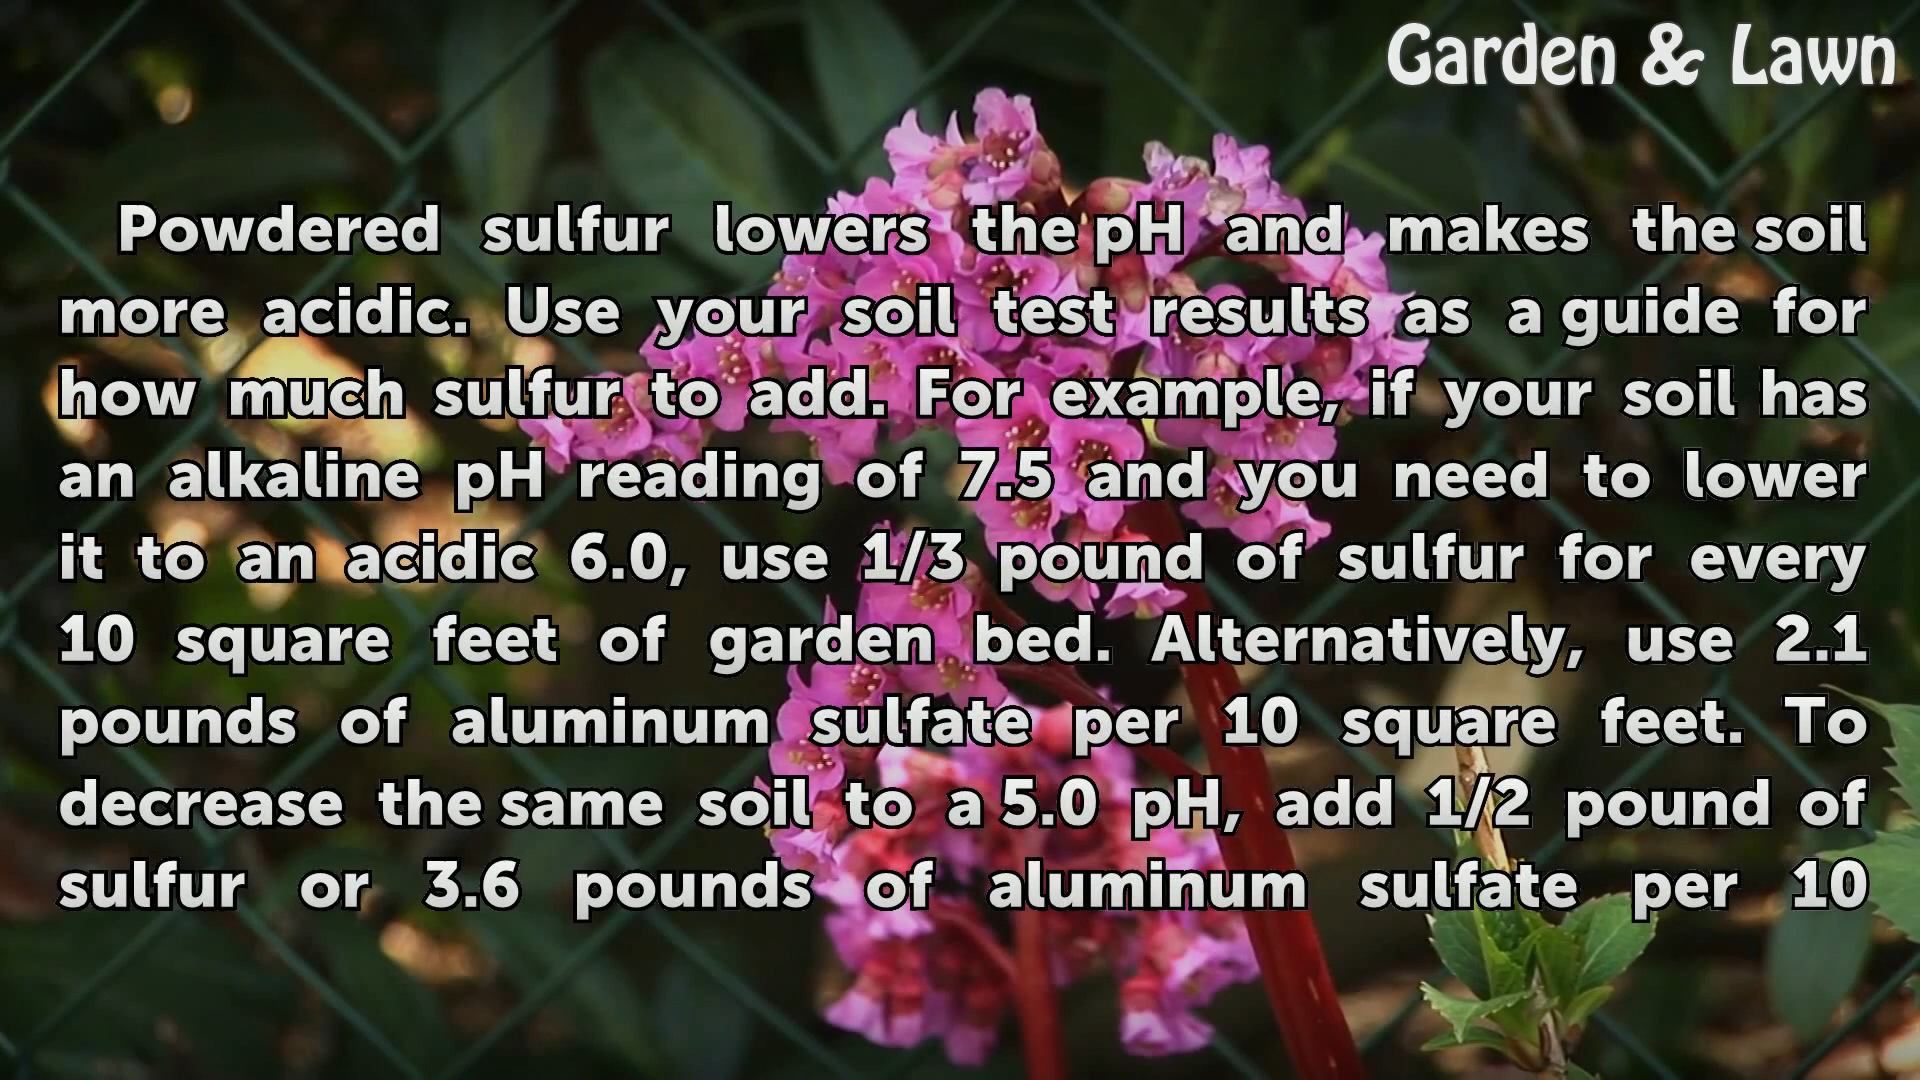 Garden & Lawn
Powdered sulfur lowers the pH and makes the soil
more acidic. Use your soil test results as a guide for
how much sulfur to add. For example, if your soil has
an alkaline pH reading of 7.5 and you need to lower
it to an acidic 6.0, use 1/3 pound of sulfur for every
10 square feet of garden bed. Alternatively, use 2.1
pounds of aluminum sulfate per 10 square feet. To
decrease the same soil to a 5.0 pH, add 1/2 pound of
sulfur or 3.6 pounds of aluminum sulfate per 10